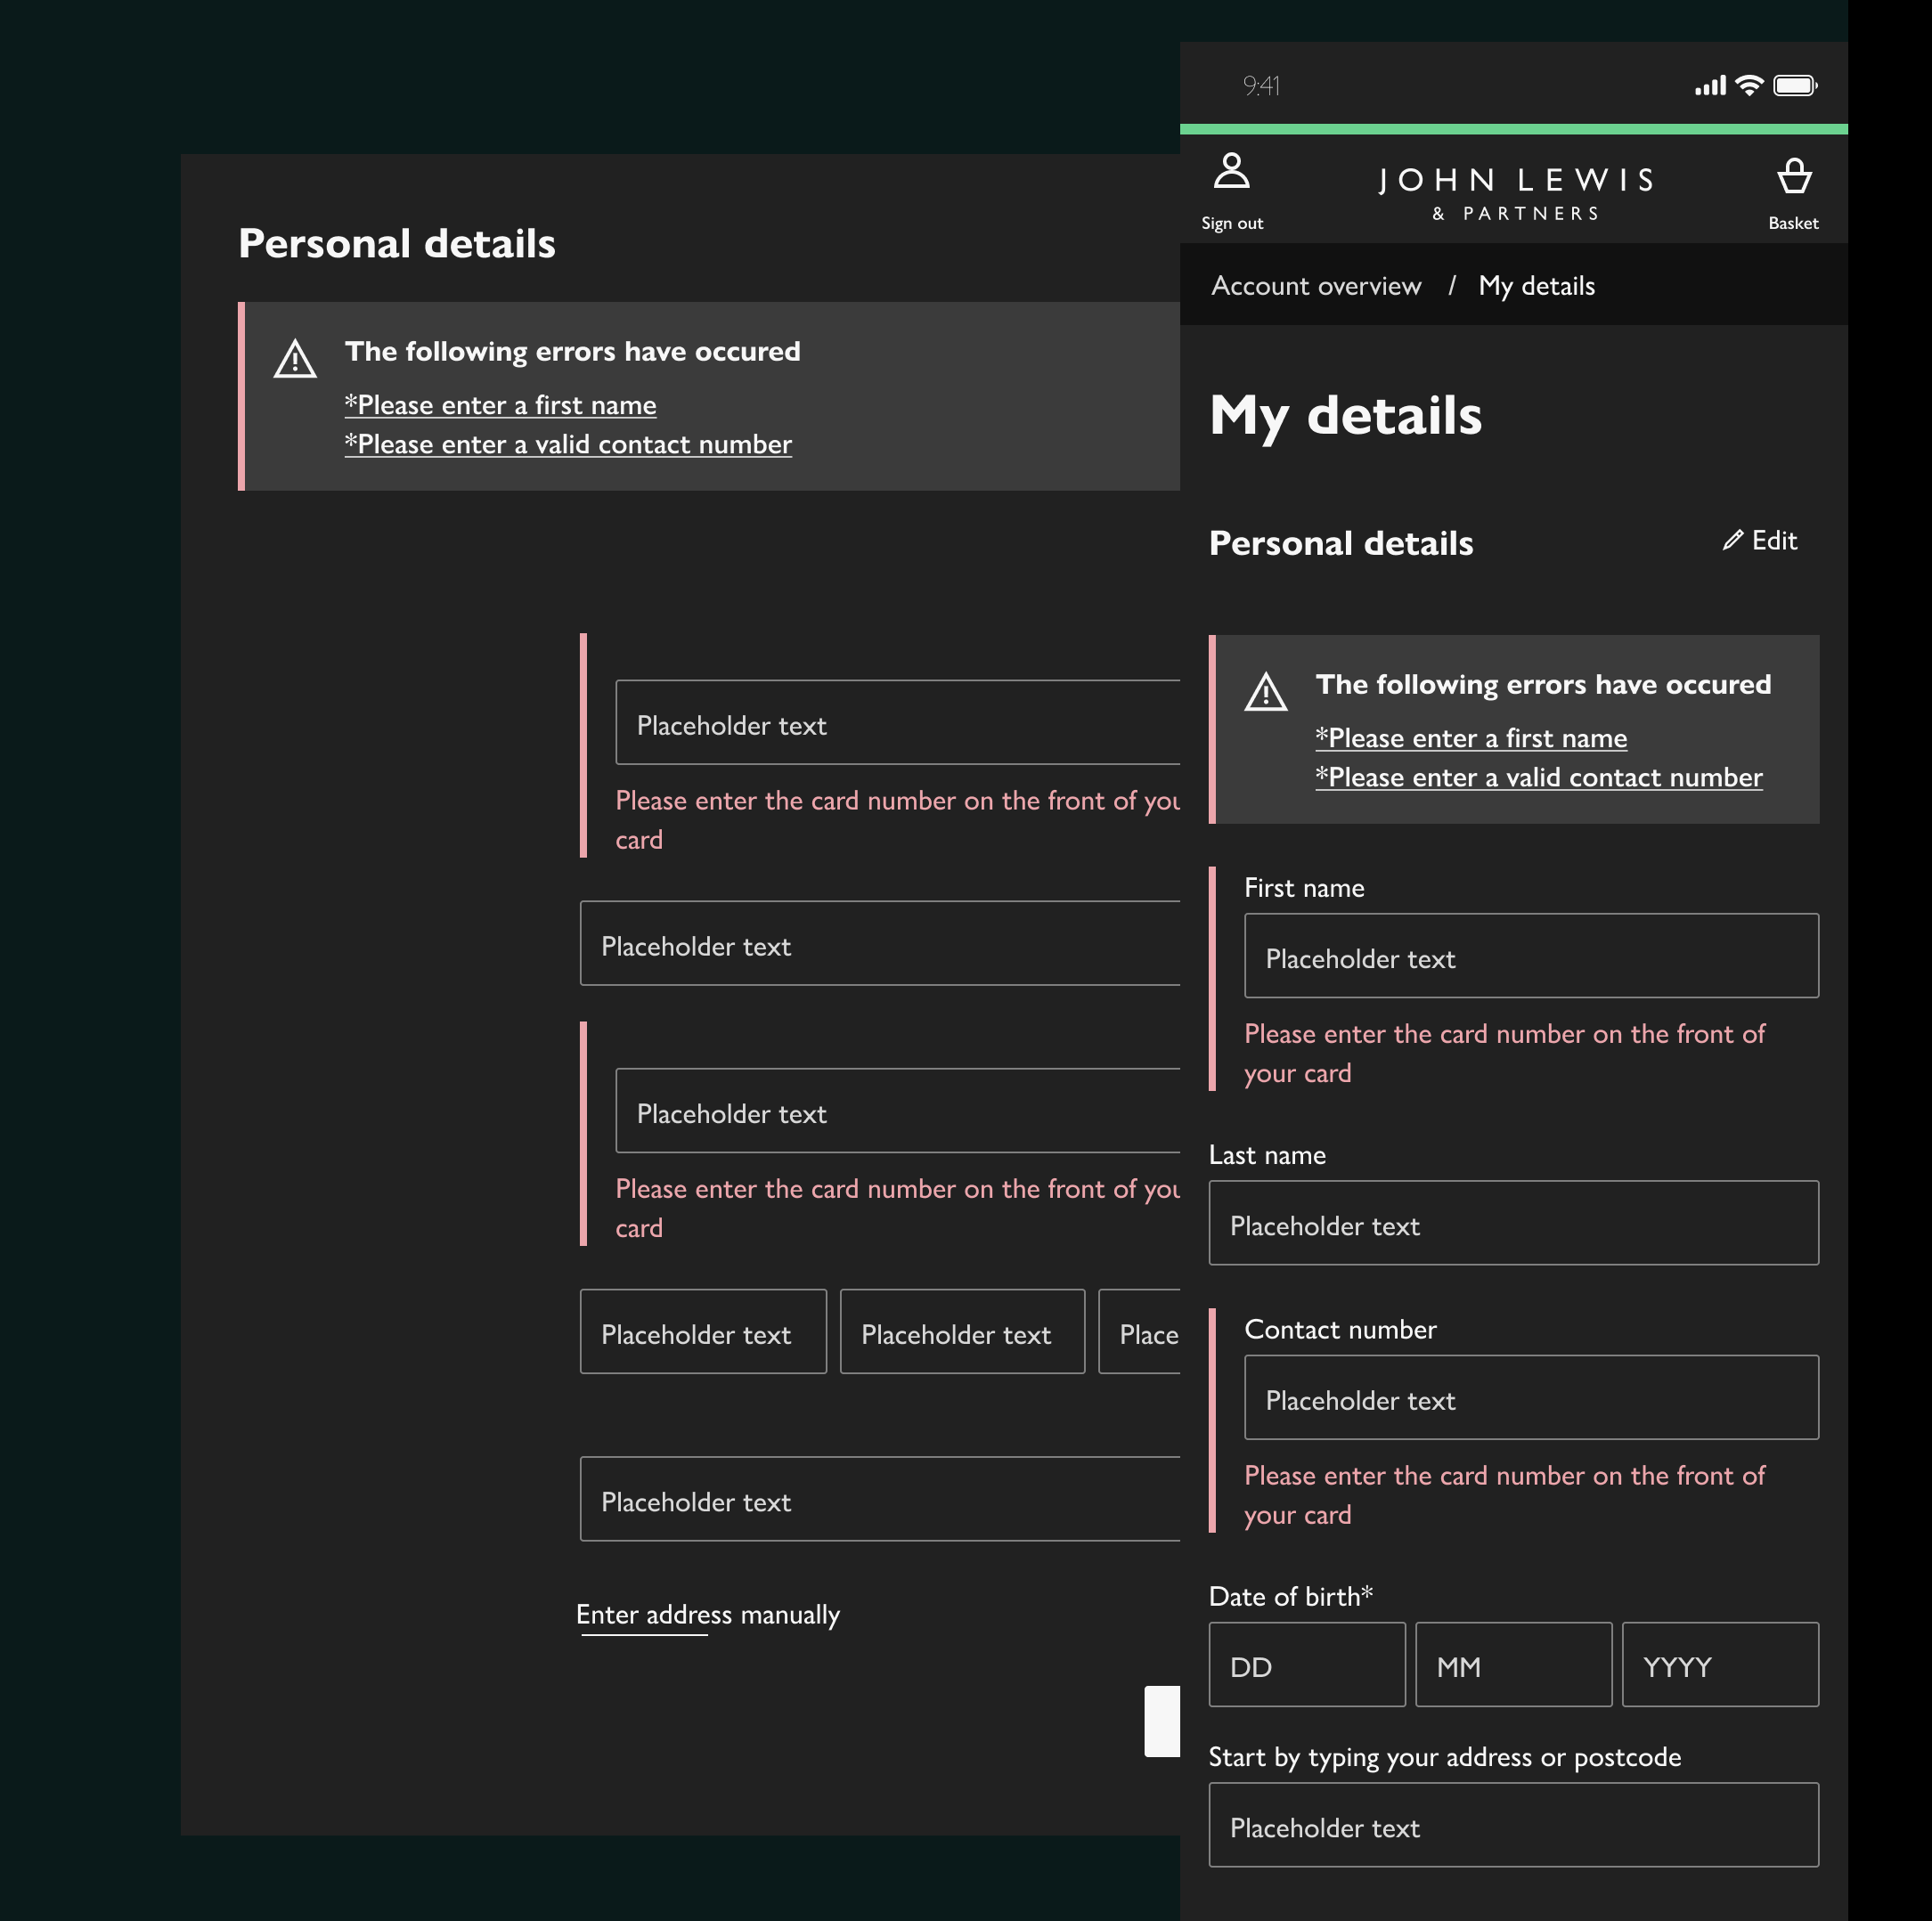 Personal details
The following errors have occured
*Please enter a first name
*Please enter a valid contact number
Placeholder text
Please enter the card number on the front of you
card
Placeholder text
Placeholder text
Please enter the card number on the front of you
card
Placeholder text
Placeholder text
Place
Placeholder text
Enter address manually
9:41
Sign out
JOHN LEWIS
& PARTNERS
Basket
Account overview / My details
My details
Personal details
Edit
The following errors have occured
*Please enter a first name
*Please enter a valid contact number
First name
Placeholder text
Please enter the card number on the front of
your card
Last name
Placeholder text
Contact number
Placeholder text
Please enter the card number on the front of
your card
Date of birth*
DD
MM
YYYY
Start by typing your address or postcode
Placeholder text